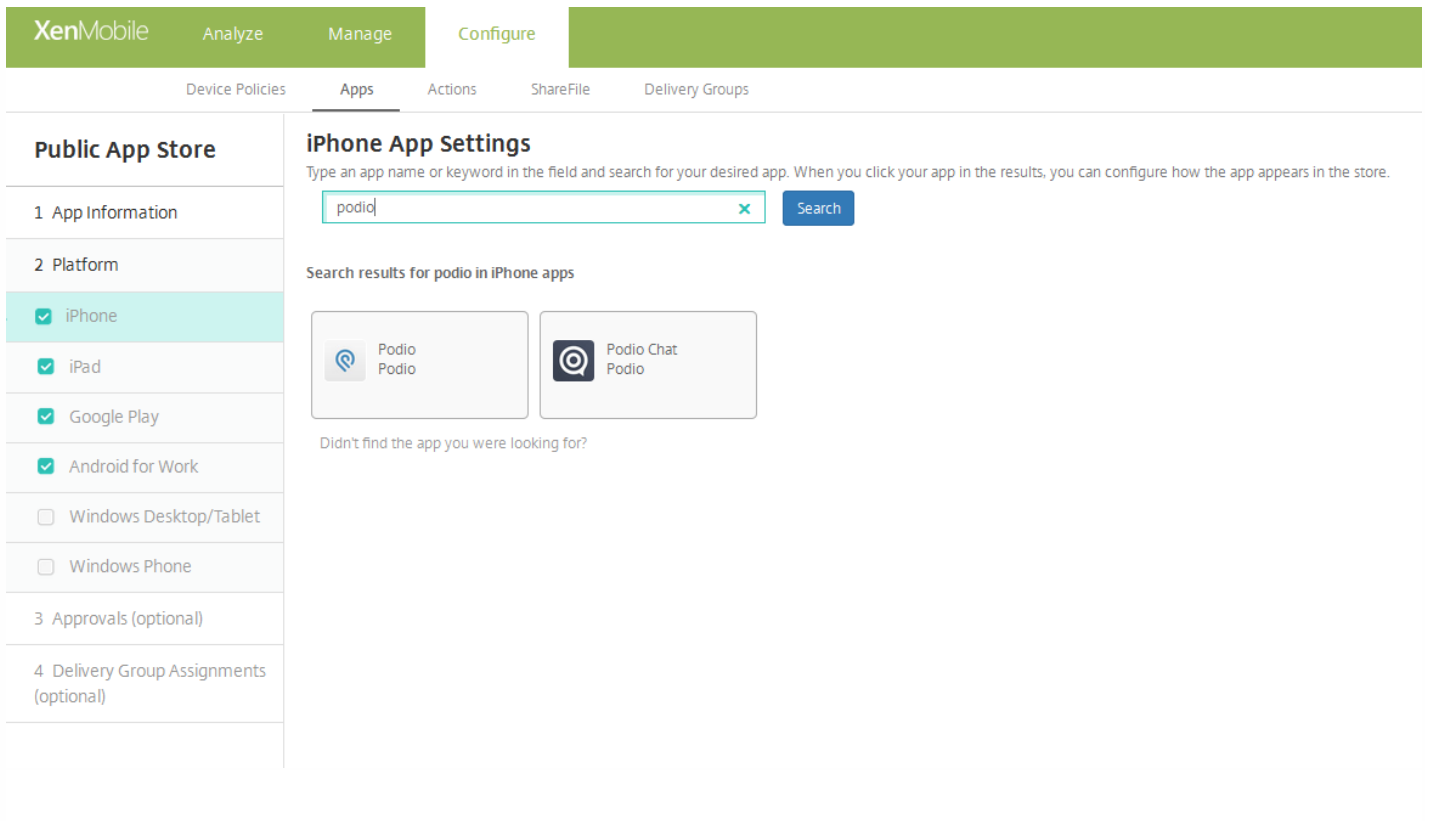 XenMobile Analyze Manage Configure
Device Policies Apps Actions ShareFile Delivery Groups
Public App Store
1 App Information
2 Platform
iPhone
iPad
Google Play
Android for Work
Windows Desktop/Tablet
Windows Phone
3 Approvals (optional)
4 Delivery Group Assignments
(optional)
iPhone App Settings
Type an app name or keyword in the field and search for your desired app. When you click your app in the results, you can configure how the app appears in the store.
podio Search
Search results for podio in iPhone apps
Podio
Podio
Podio Chat
Podio
Didn't find the app you were looking for?